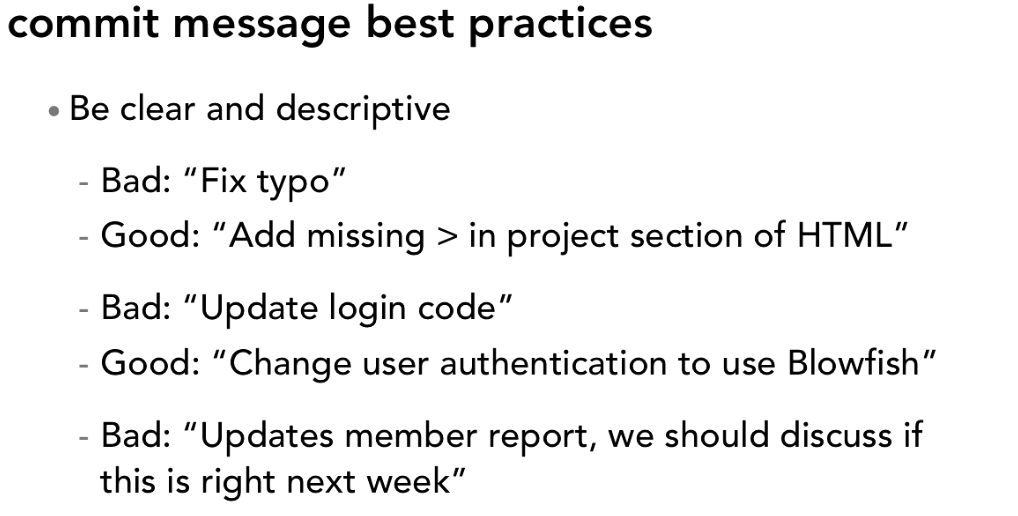 commit message best practices
• Be clear and descriptive
- Bad: “Fix typo”
- Good: “Add missing > in project section of HTML”
- Bad: “Update login code”
- Good: “Change user authentication to use Blowfish”
- Bad: “Updates member report, we should discuss if
this is right next week”